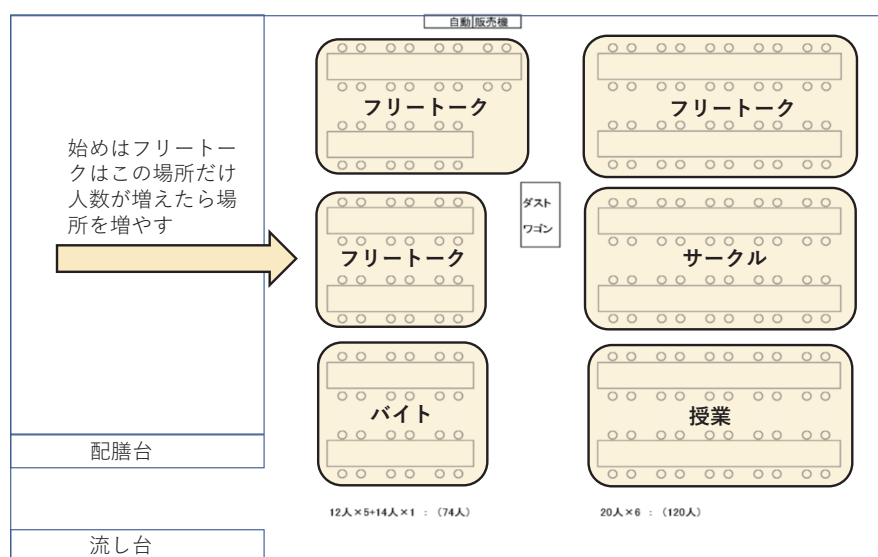 自動販売機
フリートーク
フリートーク
始めはフリートー
クはこの場所だけ
人数が増えたら場
所を増やす
ダスト
ワゴン
フリートーク
サークル
バイト
授業
配膳台
12人×5+14人×1 : (74人)
20人×6 : (120人)
流し台